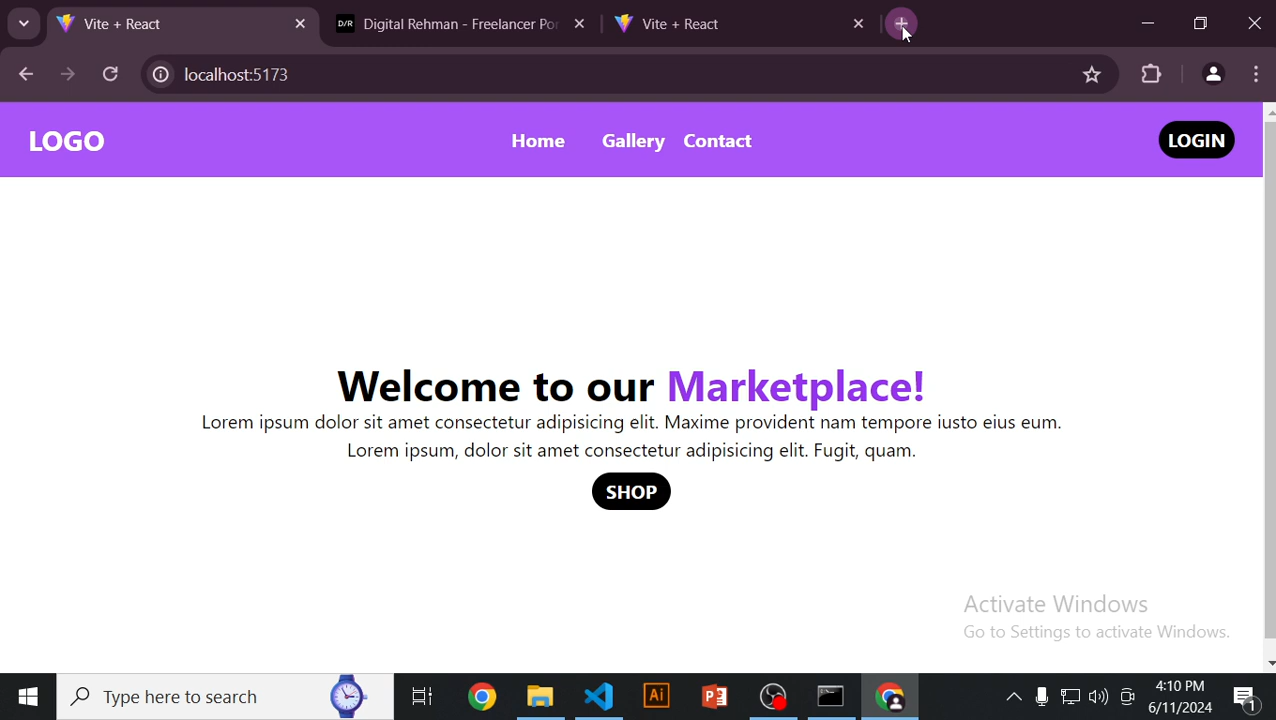 Vite + React
D/R Digital Rehman - Freelancer Por
Vite + React
localhost:5173
LOGO
Home Gallery Contact
LOGIN
Welcome to our Marketplace!
Lorem ipsum dolor sit amet consectetur adipisicing elit. Maxime provident nam tempore iusto eius eum.
Lorem ipsum, dolor sit amet consectetur adipisicing elit. Fugit, quam.
SHOP
Activate Windows
Go to Settings to activate Windows.
Type here to search
Ai
P
4:10 PM
6/11/2024
1